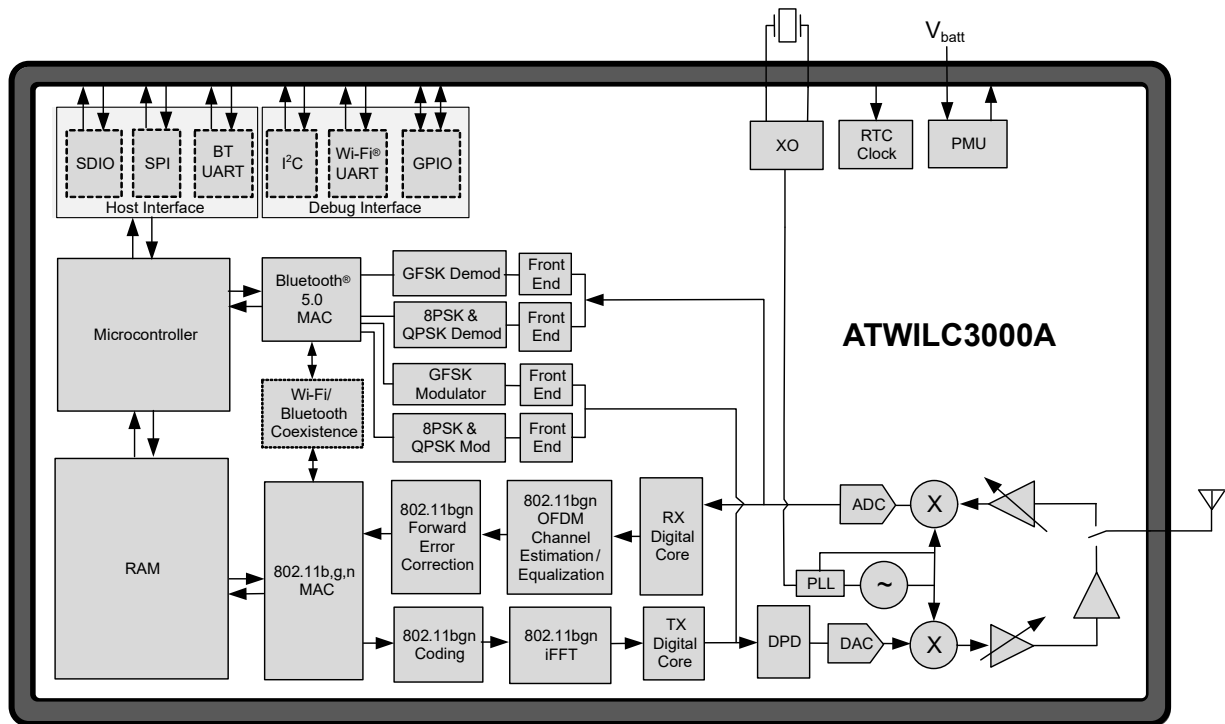 V_batt
XO
RTC
Clock
PMU
SDIO
SPI
BT
UART
I²C
Wi-Fi®
UART
GPIO
Host Interface
Debug Interface
Microcontroller
Bluetooth®
5.0
MAC
GFSK Demod
Front
End
8PSK &
QPSK Demod
Front
End
ATWILC3000A
Wi-Fi/
Bluetooth
Coexistence
GFSK
Modulator
Front
End
8PSK &
QPSK Mod
Front
End
RAM
802.11b,g,n
MAC
802.11bgn
Forward
Error
Correction
802.11bgn
OFDM
Channel
Estimation/
Equalization
RX
Digital
Core
ADC
X
PLL
~
802.11bgn
Coding
802.11bgn
iFFT
TX
Digital
Core
DPD
DAC
X